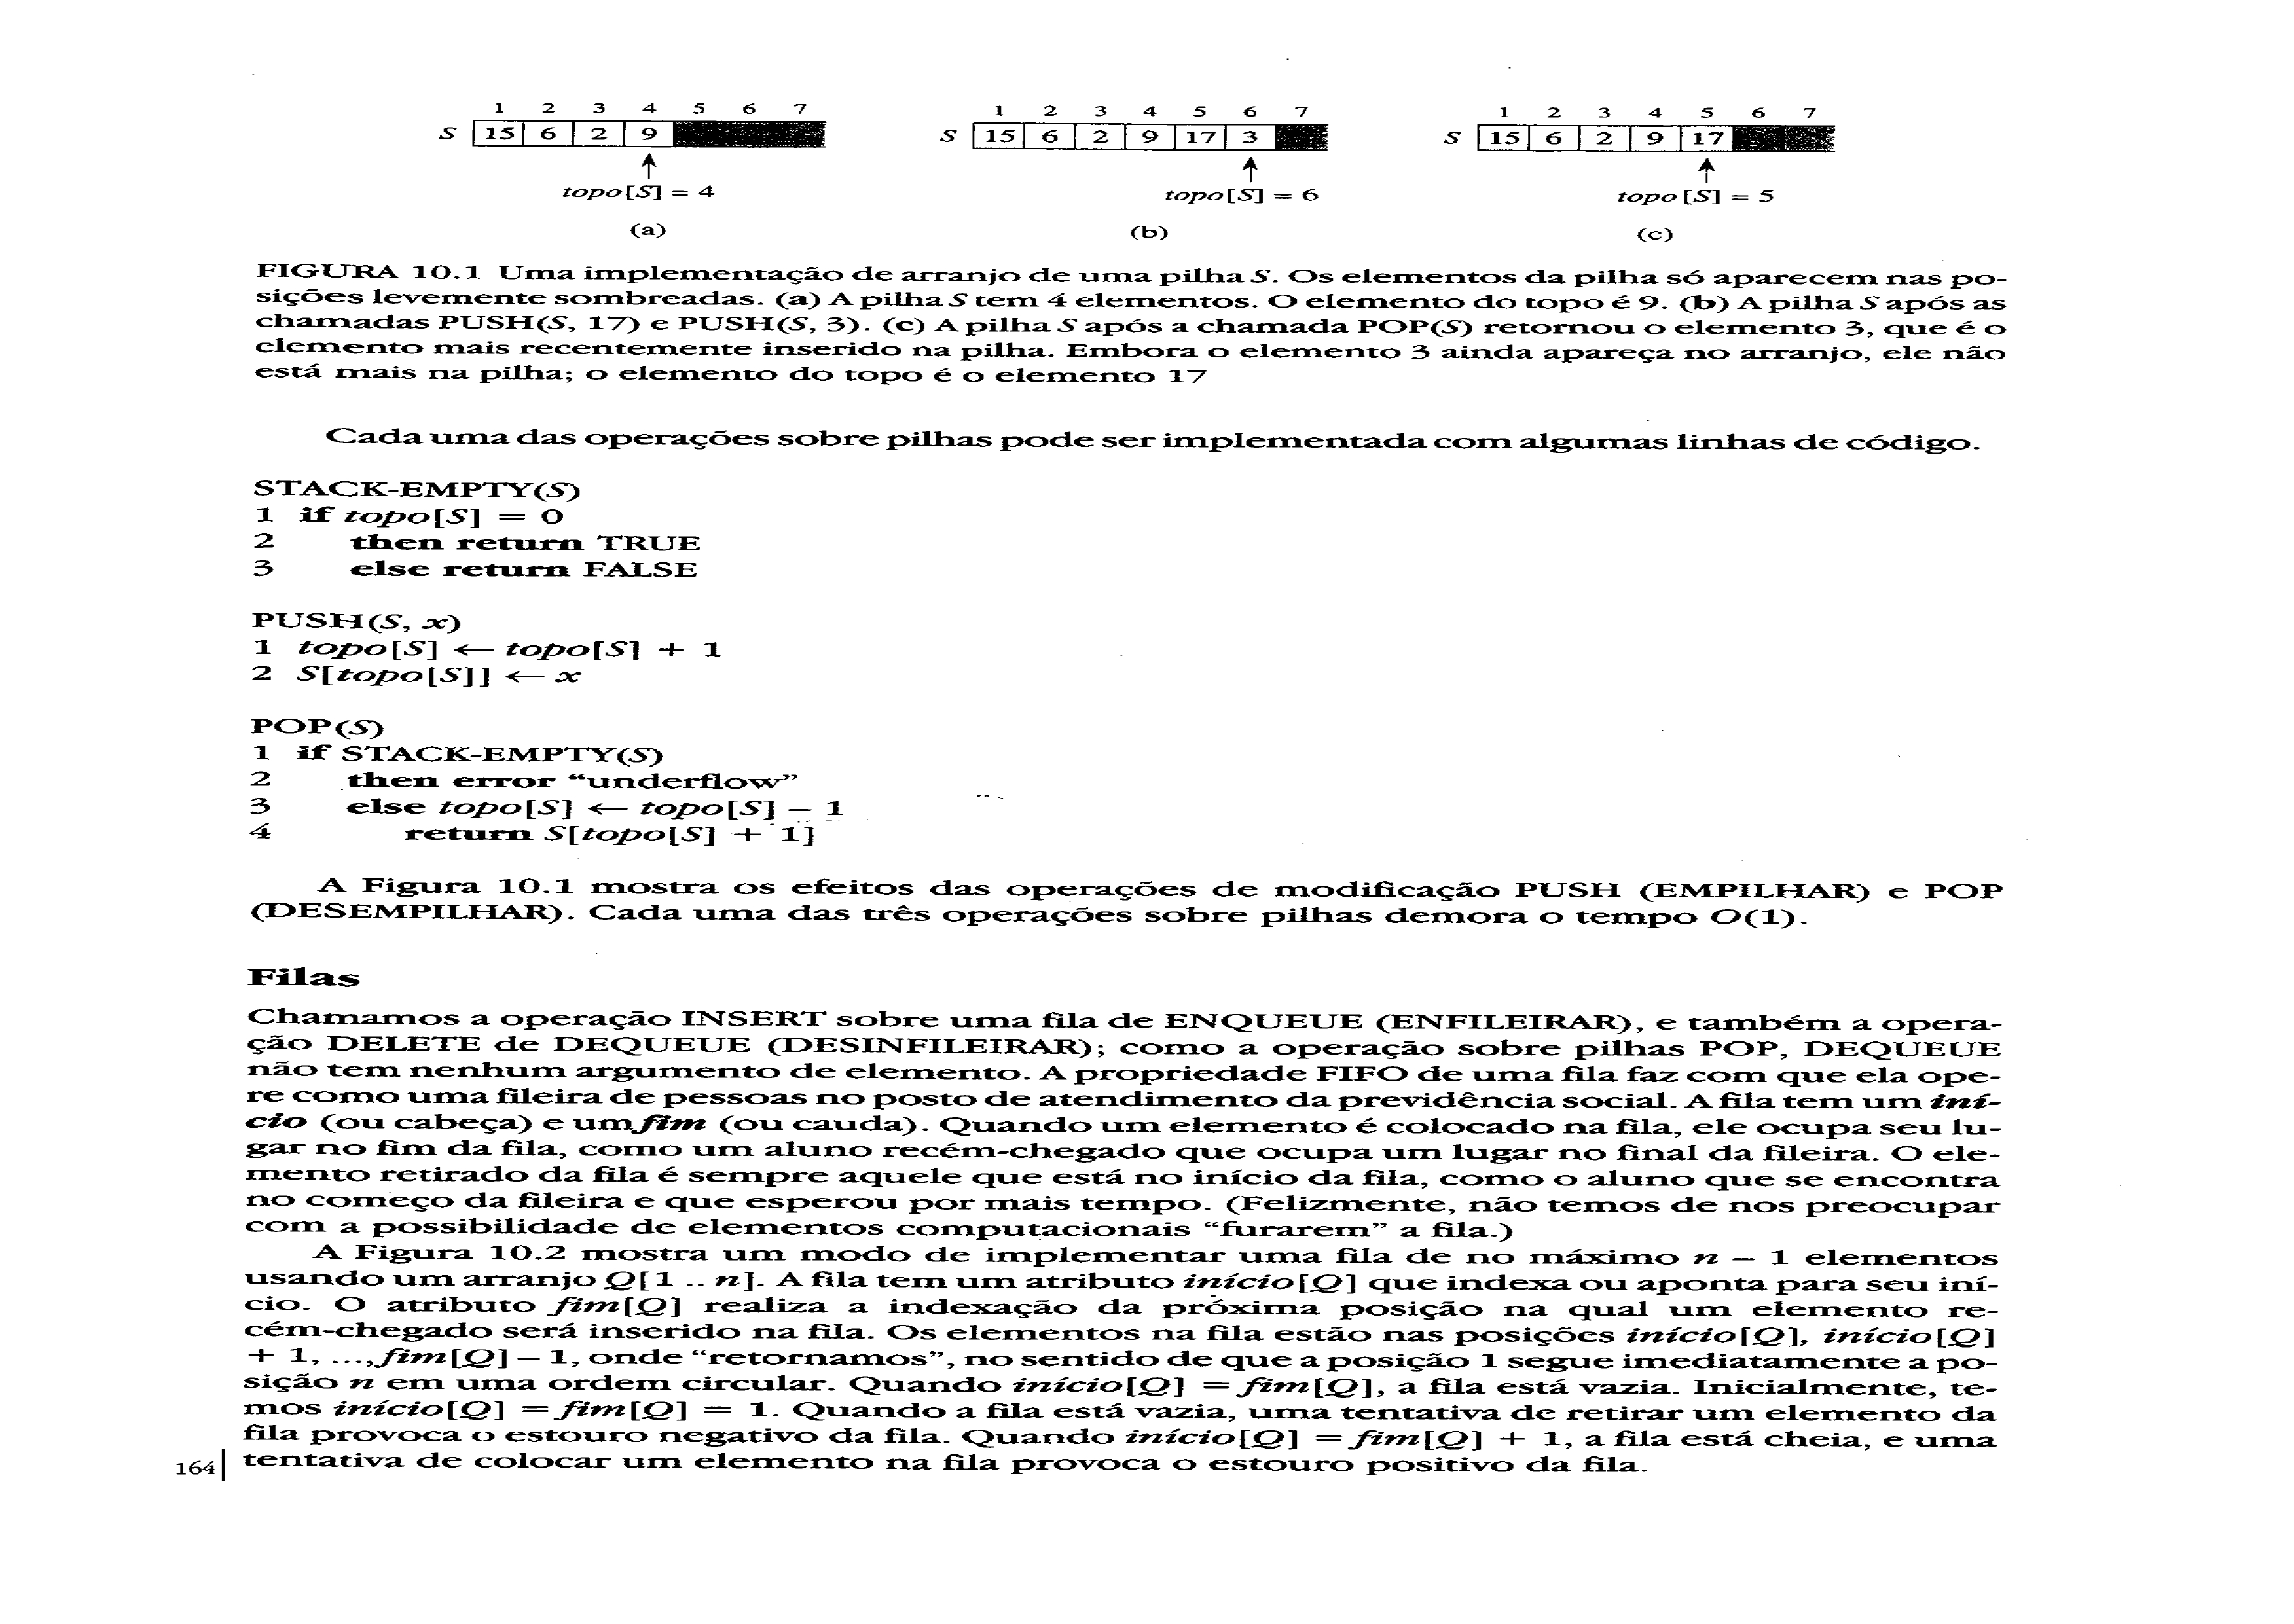 1 2 3 4 5 6 7
S 15 6 2 9
topo[S] = 4
(a)
1 2 3 4 5 6 7
S 15 6 2 9 17 3
topo[S] = 6
(b)
1 2 3 4 5 6 7
S 15 6 2 9 17
topo[S] = 5
(c)
FIGURA 10.1 Uma implementação de arranjo de uma pilha S. Os elementos da pilha só aparecem nas po-
sições levemente sombreadas. (a) A pilha S tem 4 elementos. O elemento do topo é 9. (b) A pilha S após as
chamadas PUSH(S, 17) e PUSH(S, 3). (c) A pilha S após a chamada POP(S) retornou o elemento 3, que é o
elemento mais recentemente inserido na pilha. Embora o elemento 3 ainda apareça no arranjo, ele não
está mais na pilha; o elemento do topo é o elemento 17
Cada uma das operações sobre pilhas pode ser implementada com algumas linhas de código.
STACK-EMPTY(S)
1 if topo[S] = 0
2 then return TRUE
3 else return FALSE
PUSH(S, x)
1 topo[S] ← topo[S] + 1
2 S[topo[S]] ← x
POP(S)
1 if STACK-EMPTY(S)
2 then error “underflow”
3 else topo[S] ← topo[S] – 1
4 return S[topo[S] + 1]
A Figura 10.1 mostra os efeitos das operações de modificação PUSH (EMPILHAR) e POP
(DESEMPILHAR). Cada uma das três operações sobre pilhas demora o tempo O(1).
Filas
Chamamos a operação INSERT sobre uma fila de ENQUEUE (ENFILEIRAR), e também a opera-
ção DELETE de DEQUEUE (DESINFILEIRAR); como a operação sobre pilhas POP, DEQUEUE
não tem nenhum argumento de elemento. A propriedade FIFO de uma fila faz com que ela ope-
re como uma fileira de pessoas no posto de atendimento da previdência social. A fila tem um iní-
cio (ou cabeça) e um fim (ou cauda). Quando um elemento é colocado na fila, ele ocupa seu lu-
gar no fim da fila, como um aluno recém-chegado que ocupa um lugar no final da fileira. O ele-
mento retirado da fila é sempre aquele que está no início da fila, como o aluno que se encontra
no começo da fileira e que esperou por mais tempo. (Felizmente, não temos de nos preocupar
com a possibilidade de elementos computacionais “furarem” a fila.)
A Figura 10.2 mostra um modo de implementar uma fila de no máximo n – 1 elementos
usando um arranjo Q[1 .. n]. A fila tem um atributo início[Q] que indexa ou aponta para seu iní-
cio. O atributo fim[Q] realiza a indexação da próxima posição na qual um elemento re-
cém-chegado será inserido na fila. Os elementos na fila estão nas posições início[Q], início[Q]
+ 1, ..., fim[Q] – 1, onde “retornamos”, no sentido de que a posição 1 segue imediatamente a po-
sição n em uma ordem circular. Quando início[Q] = fim[Q], a fila está vazia. Inicialmente, te-
mos início[Q] = fim[Q] = 1. Quando a fila está vazia, uma tentativa de retirar um elemento da
fila provoca o estouro negativo da fila. Quando início[Q] = fim[Q] + 1, a fila está cheia, e uma
tentativa de colocar um elemento na fila provoca o estouro positivo da fila.
164